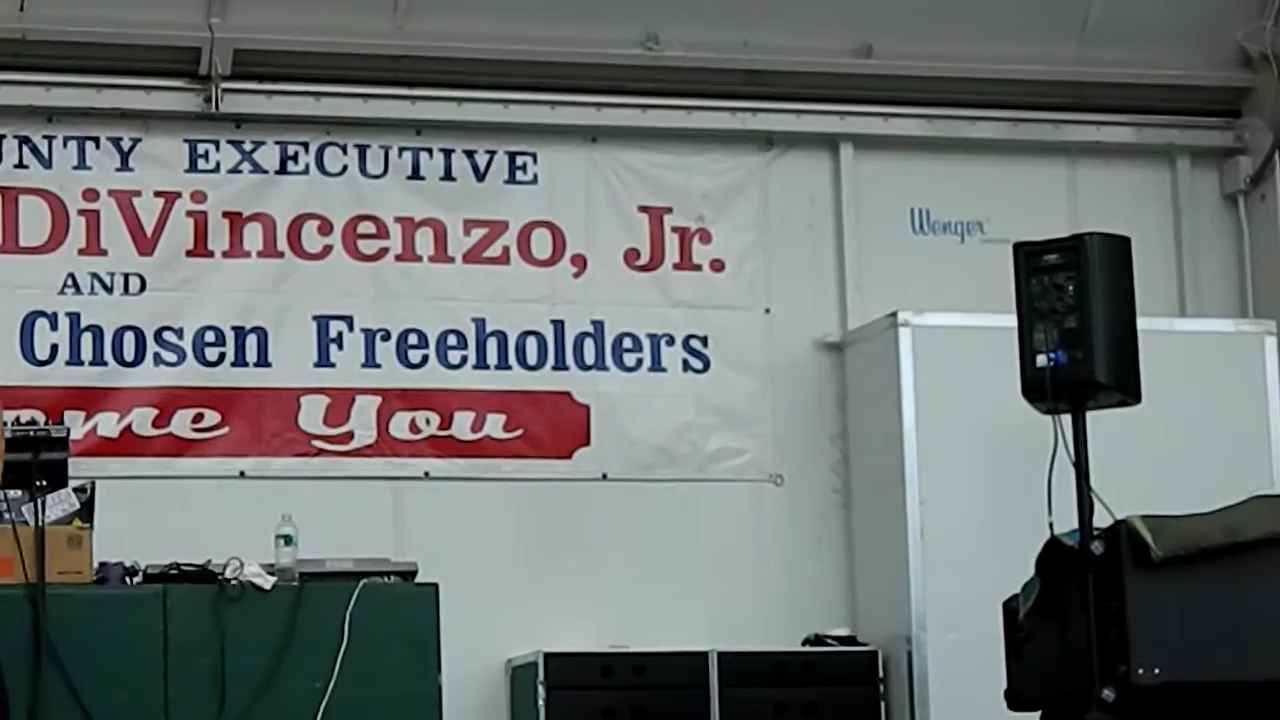 UNTY EXECUTIVE
DiVincenzo, Jr.
AND
Chosen Freeholders
ome You
Wenger